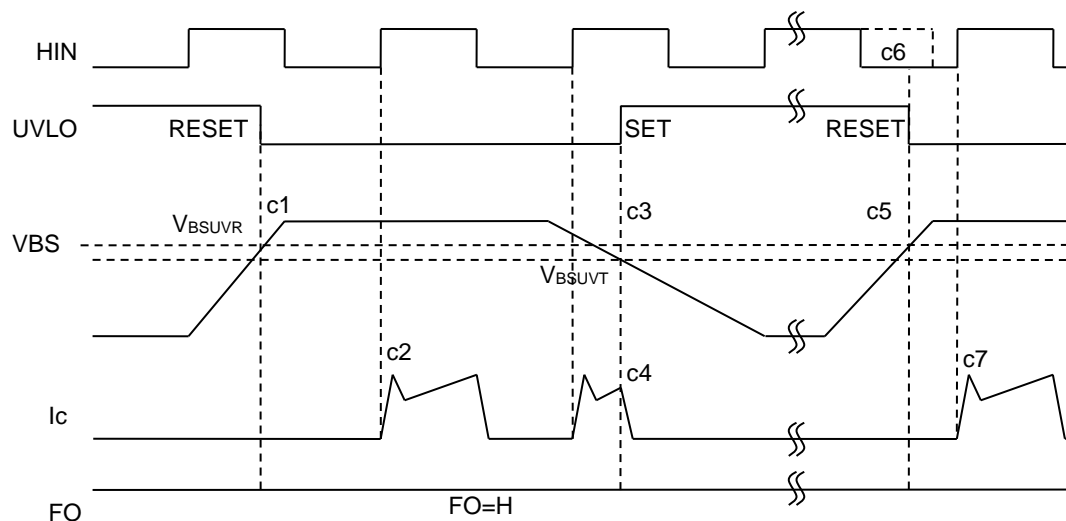 HIN
c6
UVLO
RESET
SET
RESET
c1
c3
c5
VBSUVR
VBS
VBSUVT
c2
c4
c7
Ic
FO=H
FO